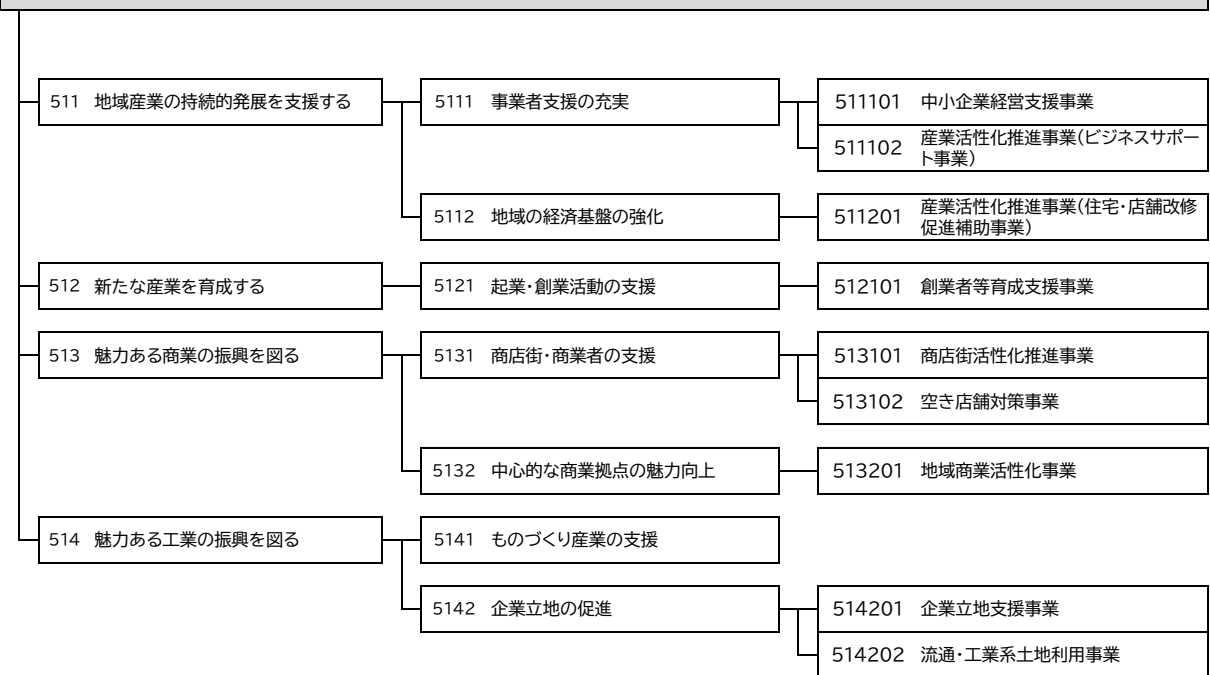 511 地域産業の持続的発展を支援する
5111 事業者支援の充実
511101 中小企業経営支援事業
511102 産業活性化推進事業(ビジネスサポー
ト事業)
5112 地域の経済基盤の強化
511201 産業活性化推進事業(住宅・店舗改修
促進補助事業)
512 新たな産業を育成する
5121 起業・創業活動の支援
512101 創業者等育成支援事業
513 魅力ある商業の振興を図る
5131 商店街・商業者の支援
513101 商店街活性化推進事業
513102 空き店舗対策事業
5132 中心的な商業拠点の魅力向上
513201 地域商業活性化事業
514 魅力ある工業の振興を図る
5141 ものづくり産業の支援
5142 企業立地の促進
514201 企業立地支援事業
514202 流通・工業系土地利用事業